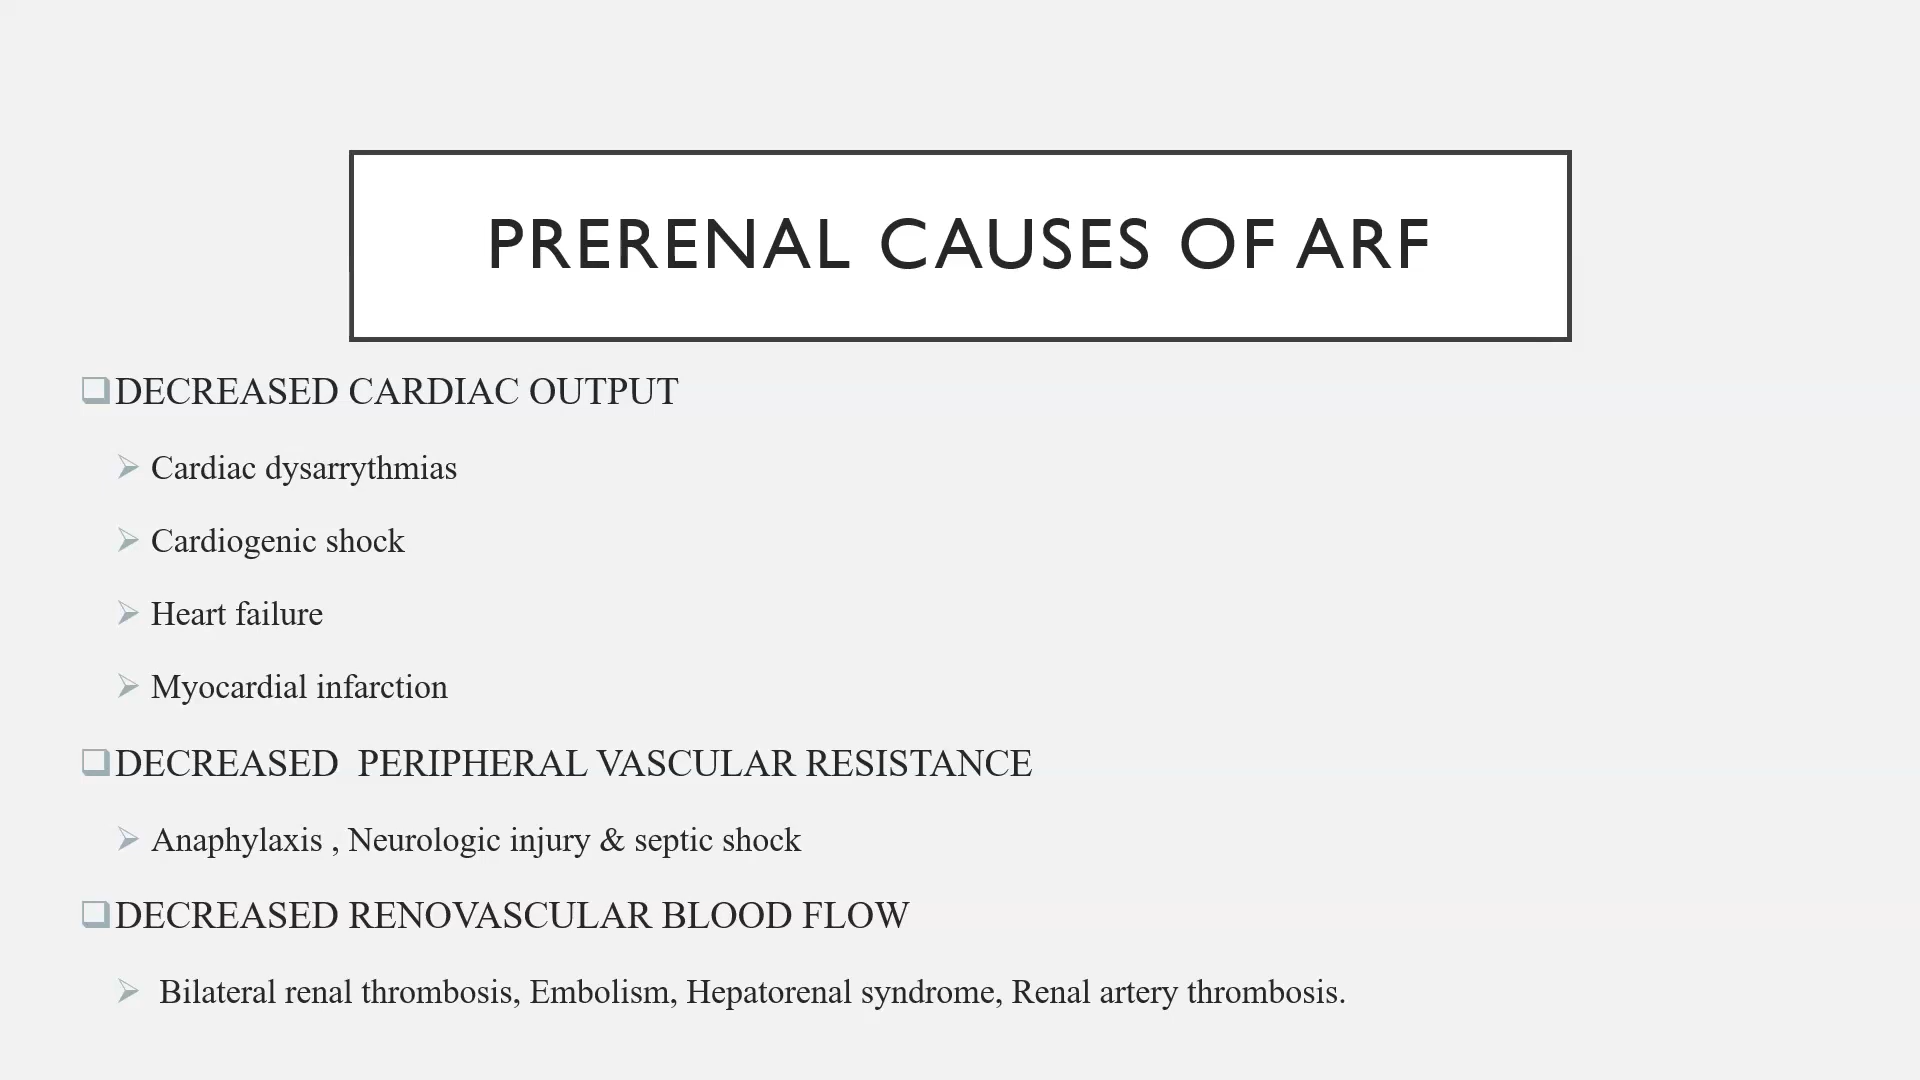 PRERENAL CAUSES OF ARF
DECREASED CARDIAC OUTPUT
Cardiac dysarrythmias
Cardiogenic shock
Heart failure
Myocardial infarction
DECREASED  PERIPHERAL VASCULAR RESISTANCE
Anaphylaxis , Neurologic injury & septic shock
DECREASED RENOVASCULAR BLOOD FLOW
Bilateral renal thrombosis, Embolism, Hepatorenal syndrome, Renal artery thrombosis.